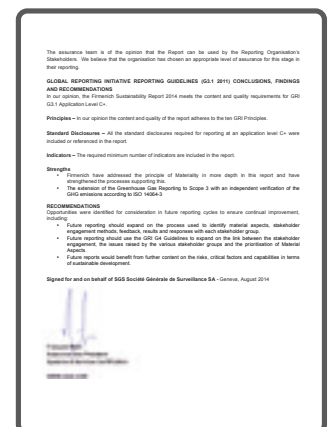 The assurance team is of the opinion that the Report can be used by the Reporting Organisation's
Stakeholders. We believe that the organisation has chosen an appropriate level of assurance for this stage in
their reporting.
GLOBAL REPORTING INITIATIVE REPORTING GUIDELINES (G3.1 2011) CONCLUSIONS, FINDINGS
AND RECOMMENDATIONS
In our opinion, the Firmenich Sustainability Report 2014 meets the content and quality requirements for GRI
G3.1 Application Level C+.
Principles – In our opinion the content and quality of the report adheres to the ten GRI Principles.
Standard Disclosures – All the standard disclosures required for reporting at an application level C+ were
included or referenced in the report.
Indicators – The required minimum number of indicators are included in the report.
Strengths
• Firmenich have addressed the principle of Materiality in more depth in this report and have
strengthened the processes supporting this.
• The extension of the Greenhouse Gas Reporting to Scope 3 with an independent verification of the
GHG emissions according to ISO 14064-3
RECOMMENDATIONS
Opportunities were identified for consideration in future reporting cycles to ensure continual improvement,
including:
• Future reporting should expand on the process used to identify material aspects, stakeholder
engagement methods, feedback, results and responses with each stakeholder group.
• Future reporting should use the GRI G4 Guidelines to expand on the link between the stakeholder
engagement, the issues raised by the various stakeholder groups and the prioritisation of Material
Aspects.
• Future reports would benefit from further content on the risks, critical factors and capabilities in terms
of sustainable development.
Signed for and on behalf of SGS Société Générale de Surveillance SA - Geneva, August 2014